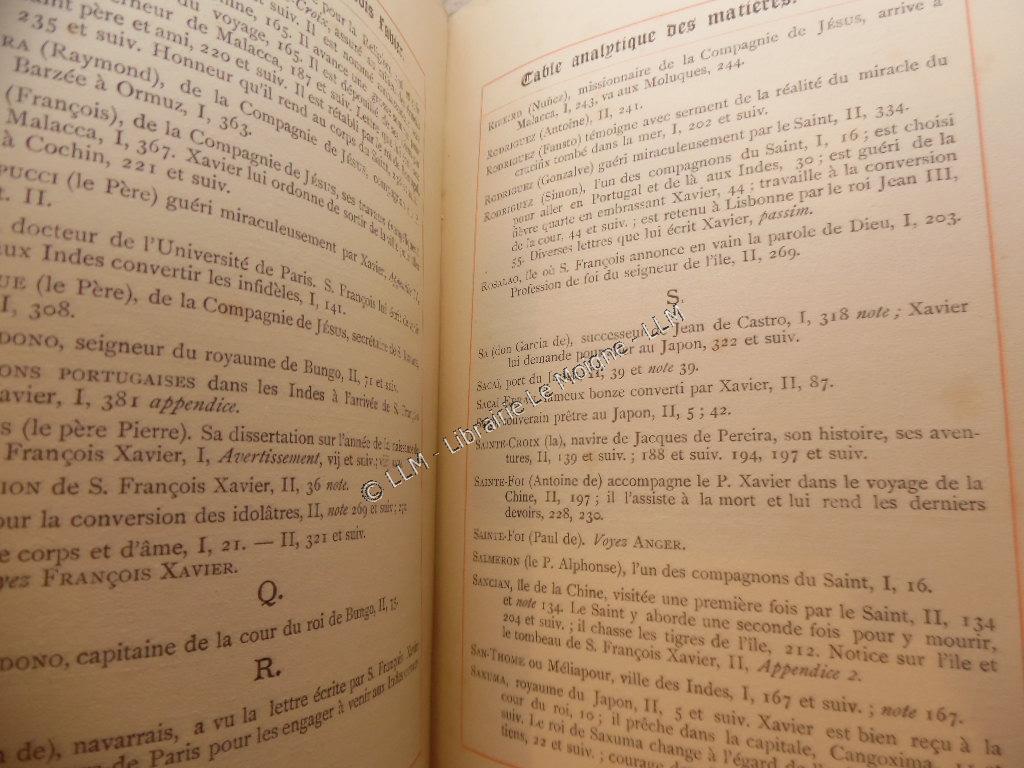 235 et suiv. Honneur qu'il rend au corps du saint,
RA (Raymond), de la Compagnie de Jésus,
Barzée à Ormuz, I, 363.
(François), de la Compagnie de Jésus, ses travaux
Malacca, I, 367. Xavier lui ordonne de sortir de la
à Cochin, 221 et suiv.
PUCCI (le Père) guéri miraculeusement par Xavier, Appendice
t. II.
docteur de l'Université de Paris. S. François lui écrit
aux Indes convertir les infidèles, I, 141.
UE (le Père), de la Compagnie de Jésus, secrétaire de S.
I, 308.
DONO, seigneur du royaume de Bungo, II, 71 et suiv.
ONS PORTUGAISES dans les Indes à l'arrivée de S. François
avier, I, 381 appendice.
s (le père Pierre). Sa dissertation sur l'année de la naissance
François Xavier, I, Avertissement, vij et suiv.;
ION de S. François Xavier, II, 36 note.
our la conversion des idolâtres, II, note 269 et suiv.;
e corps et d'âme, I, 21. — II, 321 et suiv.
yez FRANÇOIS XAVIER.
Q.
DONO, capitaine de la cour du roi de Bungo, II, 75.
R.
n de), navarrais, a vu la lettre écrite par S. François Xavier
de Paris pour les engager à venir aux Indes
Table analytique des matières.
(Nuñez), missionnaire de la Compagnie de Jésus, arrive à
Malacca, I, 243, va aux Moluques, 244.
RODRIGUEZ (Antoine), II, 241.
RODRIGUEZ (Fausto) témoigne avec serment de la réalité du miracle du
crucifix tombé dans la mer, I, 202 et suiv.
RODRIGUEZ (Gonzalve) guéri miraculeusement par le Saint, II, 334.
RODRIGUEZ (Simon), l'un des compagnons du Saint, I, 16; est choisi
pour aller en Portugal et de là aux Indes, 30; est guéri de la
fièvre quarte en embrassant Xavier, 44; travaille à la conversion
de la cour, 44 et suiv.; est retenu à Lisbonne par le roi Jean III,
55. Diverses lettres que lui écrit Xavier, passim.
ROSALAO, île où S. François annonce en vain la parole de Dieu, I, 203.
Profession de foi du seigneur de l'île, II, 269.
S.
SA (don Garcia de), successeur de Jean de Castro, I, 318 note; Xavier
lui demande pour aller au Japon, 322 et suiv.
SACAÏ, port du Japon, II, 39 et note 39.
SAÇAÏ fameux bonze converti par Xavier, II, 87.
souverain prêtre au Japon, II, 5; 42.
SAINTE-CROIX (la), navire de Jacques de Pereira, son histoire, ses aven-
tures, II, 139 et suiv.; 188 et suiv. 194, 197 et suiv.
SAINTE-FOI (Antoine de) accompagne le P. Xavier dans le voyage de la
Chine, II, 197; il l'assiste à la mort et lui rend les derniers
devoirs, 228, 230.
SAINTE-FOI (Paul de). Voyez ANGER.
SALMERON (le P. Alphonse), l'un des compagnons du Saint, I, 16.
SANCIAN, île de la Chine, visitée une première fois par le Saint, II, 134
et note 134. Le Saint y aborde une seconde fois pour y mourir,
204 et suiv.; il chasse les tigres de l'île, 212. Notice sur l'île et
le tombeau de S. François Xavier, II, Appendice 2.
SAN-THOME ou Méliapour, ville des Indes, I, 167 et suiv.; note 167.
SAXUMA, royaume du Japon, II, 5 et suiv. Xavier est bien reçu à la
cour du roi, 10; il prêche dans la capitale, Cangoxima,
suiv. Le roi de Saxuma change à l'égard de
tiens, 22 et suiv.; courage
© LLM - Librairie Le Moigne - LLM